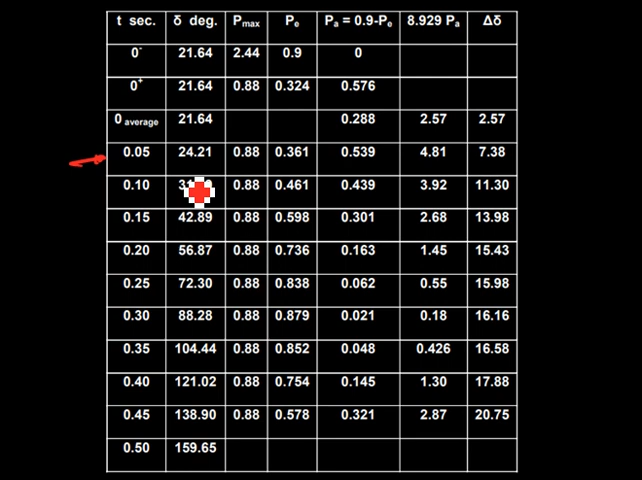 t sec. δ deg. Pmax Pe Pa = 0.9-Pe 8.929 Pa Δδ
0- 21.64 2.44 0.9 0
0+ 21.64 0.88 0.324 0.576
0 average 21.64 0.288 2.57 2.57
0.05 24.21 0.88 0.361 0.539 4.81 7.38
0.10 0.88 0.461 0.439 3.92 11.30
0.15 42.89 0.88 0.598 0.301 2.68 13.98
0.20 56.87 0.88 0.736 0.163 1.45 15.43
0.25 72.30 0.88 0.838 0.062 0.55 15.98
0.30 88.28 0.88 0.879 0.021 0.18 16.16
0.35 104.44 0.88 0.852 0.048 0.426 16.58
0.40 121.02 0.88 0.754 0.145 1.30 17.88
0.45 138.90 0.88 0.578 0.321 2.87 20.75
0.50 159.65